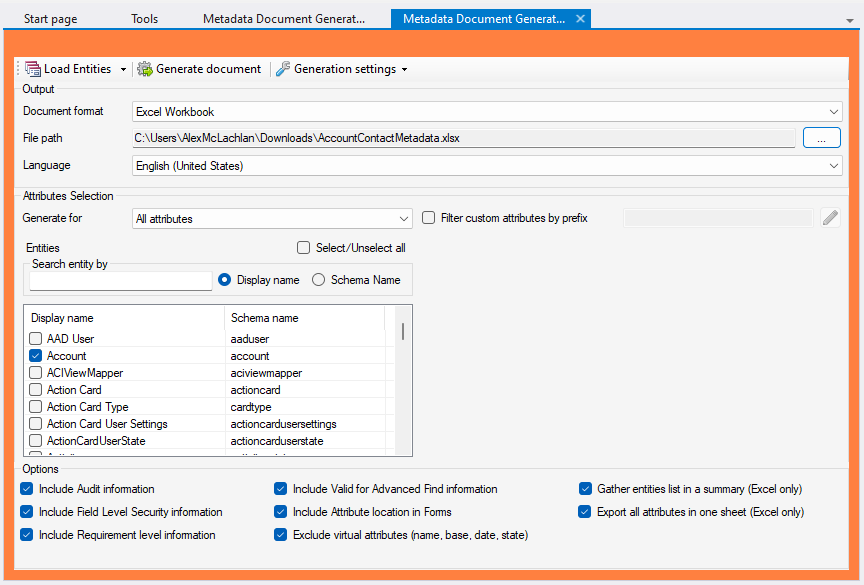 Start page Tools Metadata Document Generat... Metadata Document Generat...
Load Entities Generate document Generation settings
Output
Document format Excel Workbook
File path C:\Users\AlexMcLachlan\Downloads\AccountContactMetadata.xlsx ...
Language English (United States)
Attributes Selection
Generate for All attributes Filter custom attributes by prefix
Entities Select/Unselect all
Search entity by
Display name Schema Name
Display name Schema name
AAD User aaduser
Account account
ACIViewMapper aciviewmapper
Action Card actioncard
Action Card Type cardtype
Action Card User Settings actioncardusersettings
ActionCardUserState actioncarduserstate
Options
Include Audit information Include Valid for Advanced Find information Gather entities list in a summary (Excel only)
Include Field Level Security information Include Attribute location in Forms Export all attributes in one sheet (Excel only)
Include Requirement level information Exclude virtual attributes (name, base, date, state)